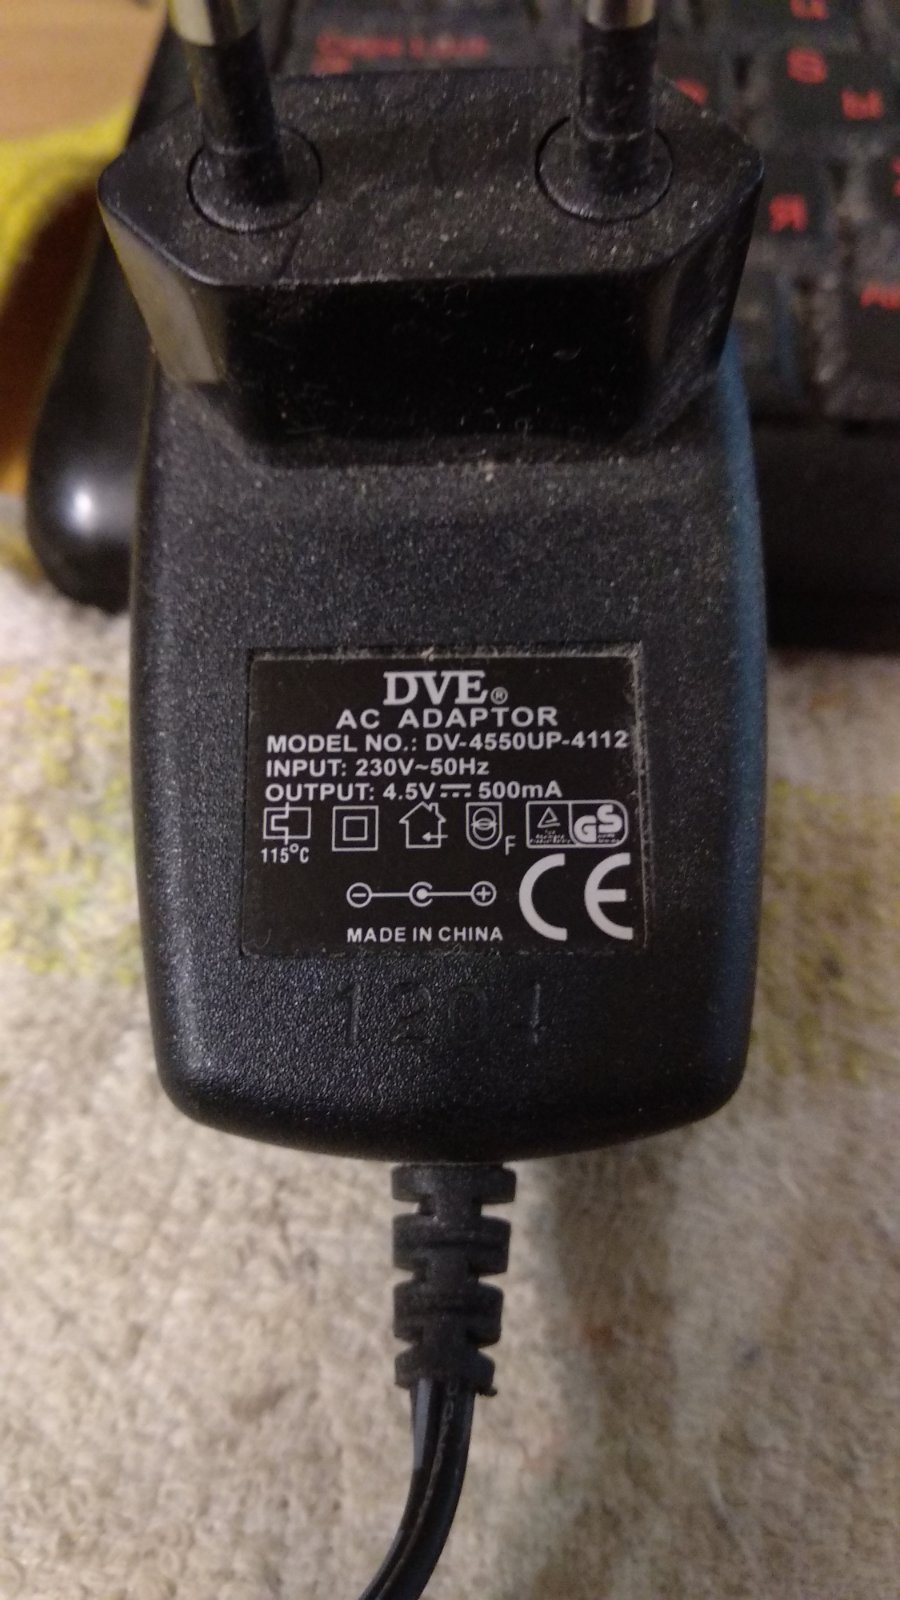 S
Ы
Я
DVE®
AC ADAPTOR
MODEL NO.: DV-4550UP-4112
INPUT: 230V~50Hz
OUTPUT: 4.5V⎓500mA
115°C
F
GS
CE
MADE IN CHINA
1204